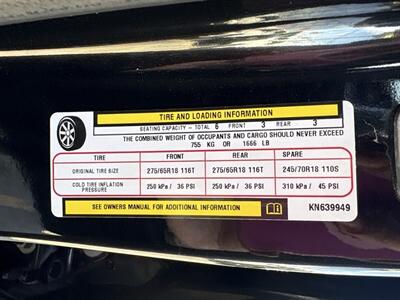 TIRE AND LOADING INFORMATION
SEATING CAPACITY – TOTAL 6 FRONT 3 REAR 3
THE COMBINED WEIGHT OF OCCUPANTS AND CARGO SHOULD NEVER EXCEED
755 KG OR 1666 LB
TIRE FRONT REAR SPARE
ORIGINAL TIRE SIZE 275/65R18 116T 275/65R18 116T 245/70R18 110S
COLD TIRE INFLATION PRESSURE 250 kPa / 36 PSI 250 kPa / 36 PSI 310 kPa / 45 PSI
SEE OWNERS MANUAL FOR ADDITIONAL INFORMATION KN639949